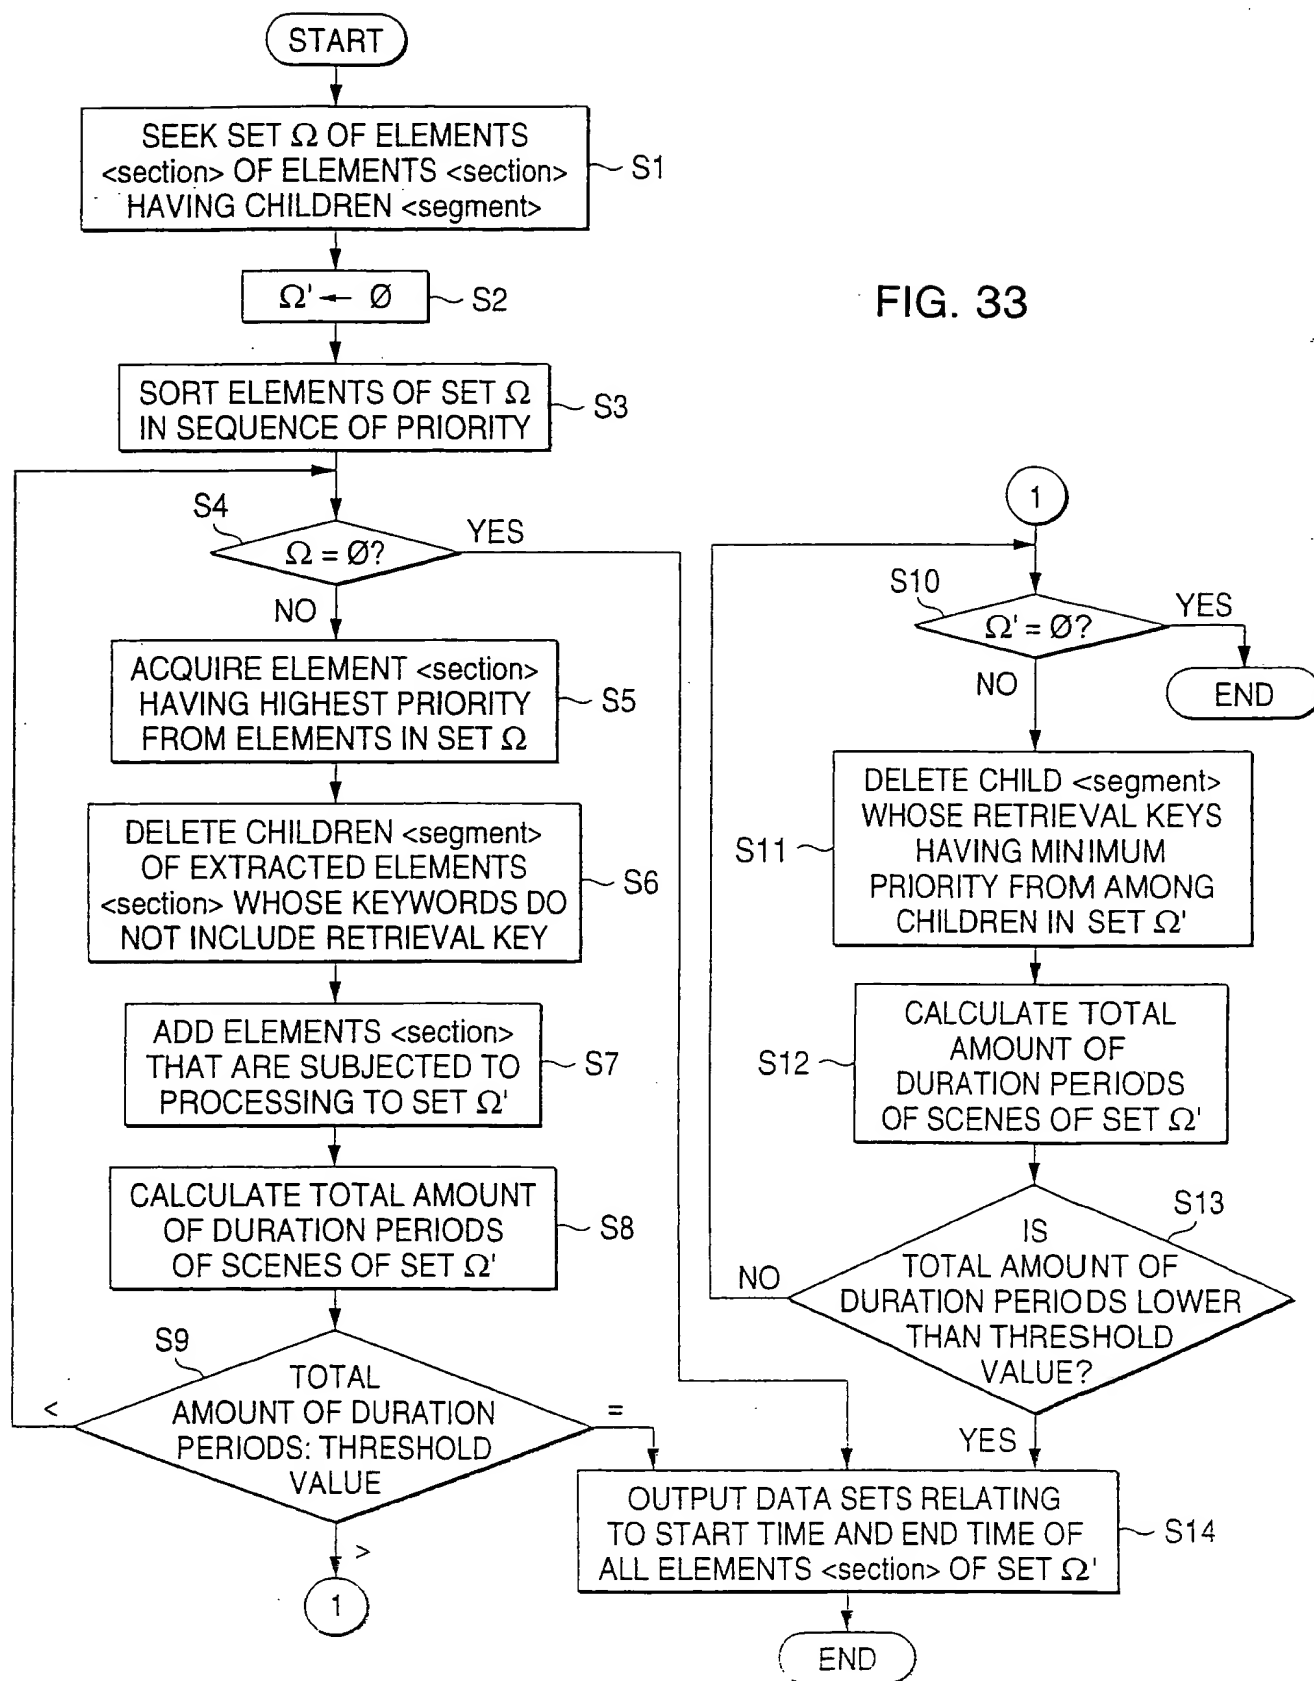 START
SEEK SET Ω OF ELEMENTS
<section> OF ELEMENTS <section>
HAVING CHILDREN <segment>
S1
Ω' ← Ø
S2
FIG. 33
SORT ELEMENTS OF SET Ω
IN SEQUENCE OF PRIORITY
S3
S4
Ω = Ø?
YES
NO
ACQUIRE ELEMENT <section>
HAVING HIGHEST PRIORITY
FROM ELEMENTS IN SET Ω
S5
DELETE CHILDREN <segment>
OF EXTRACTED ELEMENTS
<section> WHOSE KEYWORDS DO
NOT INCLUDE RETRIEVAL KEY
S6
ADD ELEMENTS <section>
THAT ARE SUBJECTED TO
PROCESSING TO SET Ω'
S7
CALCULATE TOTAL AMOUNT
OF DURATION PERIODS
OF SCENES OF SET Ω'
S8
S9
TOTAL
AMOUNT OF DURATION
PERIODS: THRESHOLD
VALUE
<
=
>
1
1
S10
Ω' = Ø?
YES
END
NO
DELETE CHILD <segment>
WHOSE RETRIEVAL KEYS
HAVING MINIMUM
PRIORITY FROM AMONG
CHILDREN IN SET Ω'
S11
CALCULATE TOTAL
AMOUNT OF
DURATION PERIODS
OF SCENES OF SET Ω'
S12
S13
IS
TOTAL AMOUNT OF
DURATION PERIODS LOWER
THAN THRESHOLD
VALUE?
NO
YES
OUTPUT DATA SETS RELATING
TO START TIME AND END TIME OF
ALL ELEMENTS <section> OF SET Ω'
S14
END